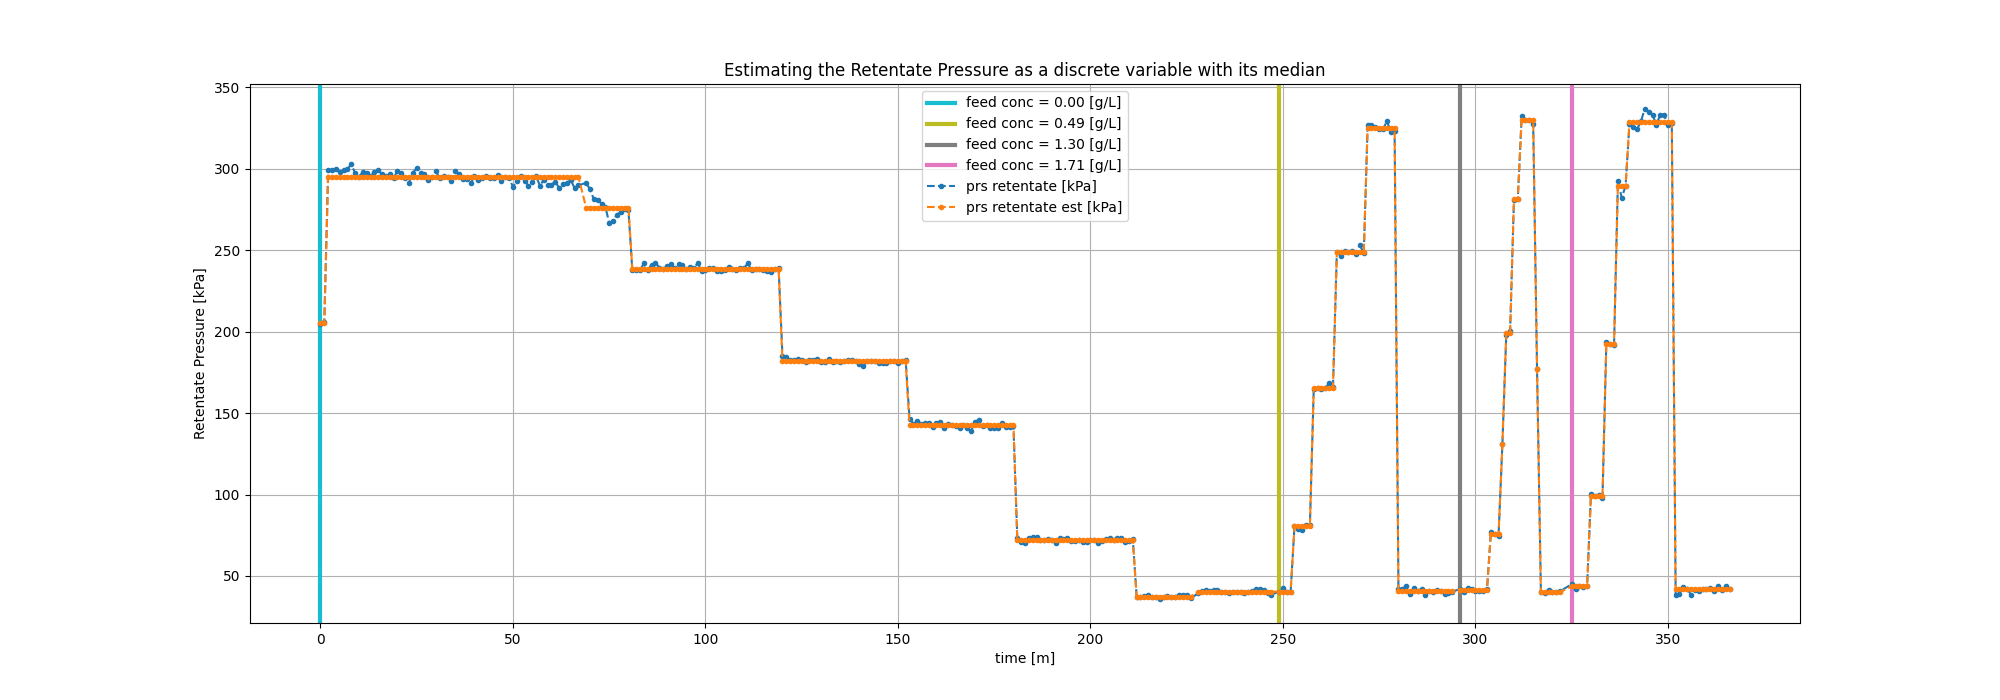 Estimating the Retentate Pressure as a discrete variable with its median
Retentate Pressure [kPa]
350
300
250
200
150
100
50
feed conc = 0.00 [g/L]
feed conc = 0.49 [g/L]
feed conc = 1.30 [g/L]
feed conc = 1.71 [g/L]
prs retentate [kPa]
prs retentate est [kPa]
0
50
100
150
200
250
300
350
time [m]